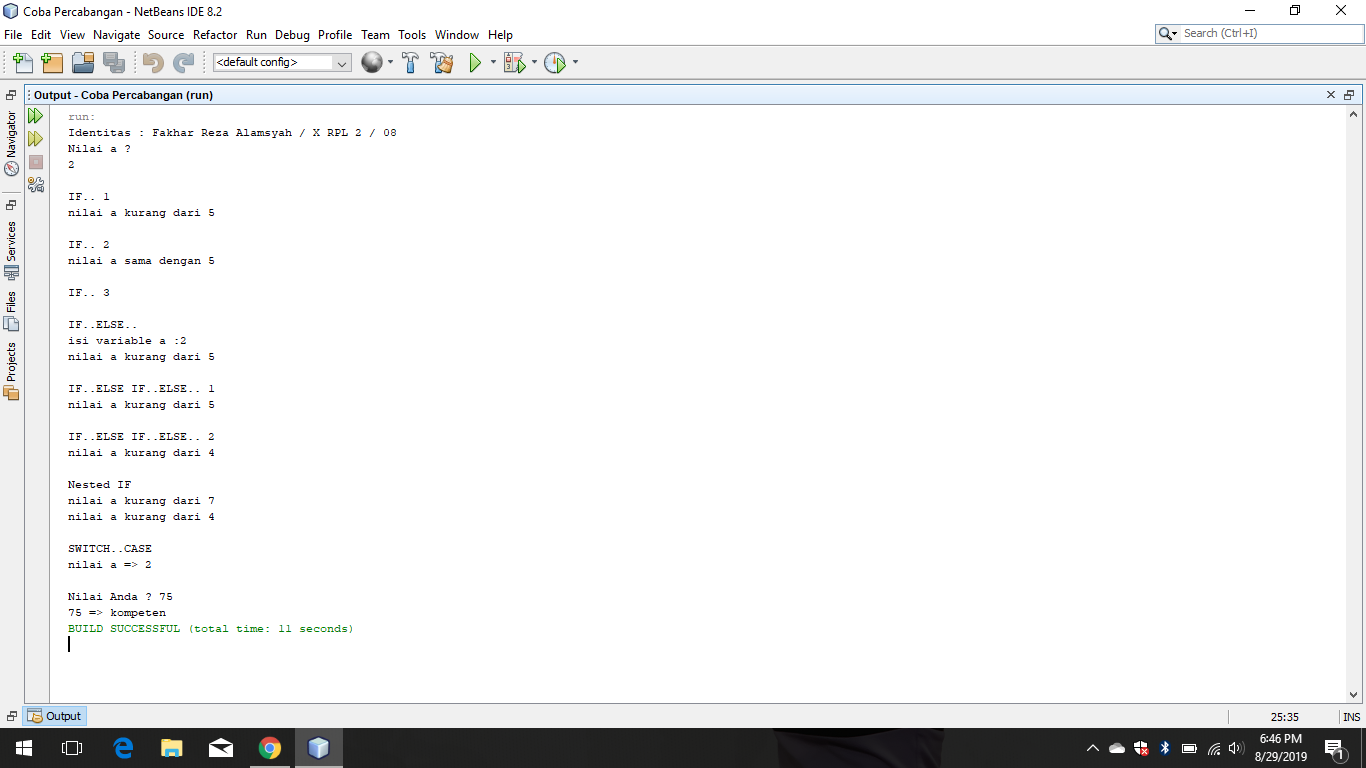 Coba Percabangan - NetBeans IDE 8.2
File Edit View Navigate Source Refactor Run Debug Profile Team Tools Window Help
Search (Ctrl+I)
<default config>
Output - Coba Percabangan (run)
Navigator
Services
Files
Projects
run:
Identitas : Fakhar Reza Alamsyah / X RPL 2 / 08
Nilai a ?
2
IF.. 1
nilai a kurang dari 5
IF.. 2
nilai a sama dengan 5
IF.. 3
IF..ELSE..
isi variable a :2
nilai a kurang dari 5
IF..ELSE IF..ELSE.. 1
nilai a kurang dari 5
IF..ELSE IF..ELSE.. 2
nilai a kurang dari 4
Nested IF
nilai a kurang dari 7
nilai a kurang dari 4
SWITCH..CASE
nilai a => 2
Nilai Anda ? 75
75 => kompeten
BUILD SUCCESSFUL (total time: 11 seconds)
Output
25:35
INS
6:46 PM
8/29/2019
1